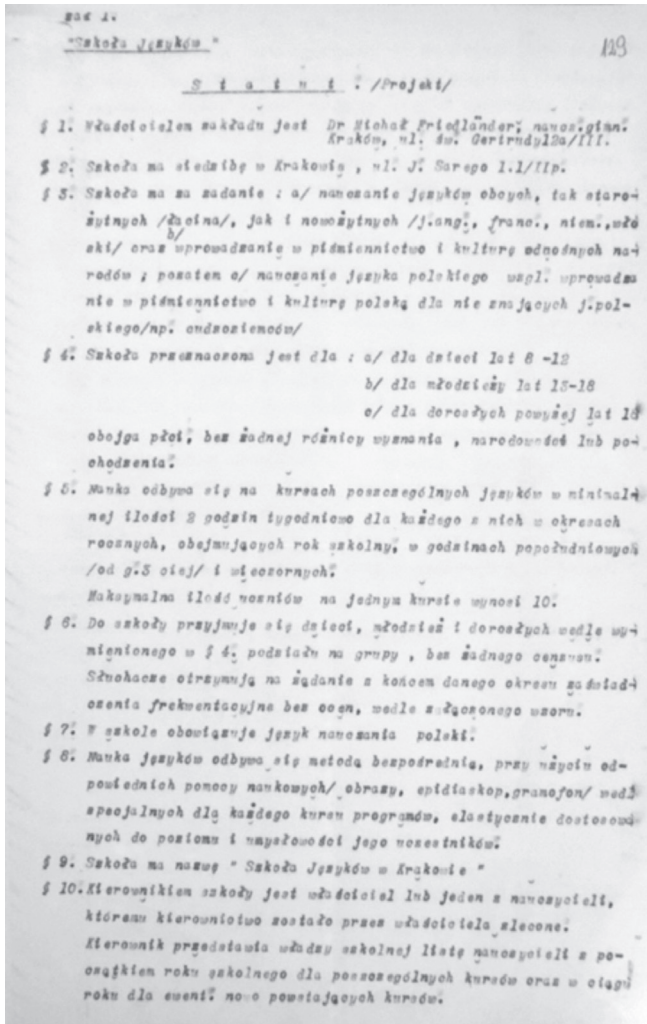 zał 1.
"Szkoła Języków"
129
S t a t u t . /Projekt/
§ 1. Właścicielem zakładu jest Dr Michał Friedländer, naucz.gimn.
Kraków, ul. św. Gertrudy12a/III.
§ 2. Szkoła ma siedzibę w Krakowie , ul. J. Sarego l.1/IIp.
§ 3. Szkoła ma za zadanie : a/ nauczanie języków obcych, tak staro-
żytnych /łacina/, jak i nowożytnych /j.ang., franc., niem.,wło
b/
ski/ oraz wprowadzanie w piśmiennictwo i kulturę odnośnych na-
rodów ; pozatem c/ nauczanie języka polskiego wzgl. wprowadza
nie w piśmiennictwo i kulturę polską dla nie znających j.pol-
skiego/np. cudzoziemców/
§ 4. Szkoła przeznaczona jest dla : a/ dla dzieci lat 8 -12
b/ dla młodzieży lat 13-18
c/ dla dorosłych powyżej lat 18
obojga płci, bez żadnej różnicy wyznania , narodowości lub po-
chodzenia.
§ 5. Nauka odbywa się na kursach poszczególnych języków w minimal-
nej ilości 2 godzin tygodniowo dla każdego z nich w okresach
rocznych, obejmujących rok szkolny, w godzinach popołudniowych
/od g.3 ciej/ i wieczornych.
Maksymalna ilość uczniów na jednym kursie wynosi 10.
§ 6. Do szkoły przyjmuje się dzieci, młodzież i dorosłych wedle wy-
mienionego w § 4. podziału na grupy , bez żadnego cenzusu.
Słuchacze otrzymują na żądanie z końcem danego okresu zaświad-
czenia frekwentacyjne bez ocen, wedle załączonego wzoru.
§ 7. W szkole obowiązuje język nauczania polski.
§ 8. Nauka języków odbywa się metodą bezpośrednią, przy użyciu od-
powiednich pomocy naukowych/ obrazy, epidiaskop,gramofon/ wedł
specjalnych dla każdego kursu programów, elastycznie dostosowa
nych do poziomu i umysłowości jego uczestników.
§ 9. Szkoła ma nazwę " Szkoła Języków w Krakowie "
§ 10.Kierownikiem szkoły jest właściciel lub jeden z nauczycieli,
któremu kierownictwo zostało przez właściciela zlecone.
Kierownik przedstawia władzy szkolnej listę nauczycieli z po-
czątkiem roku szkolnego dla poszczególnych kursów oraz w ciągu
roku dla ewent. nowo powstających kursów.